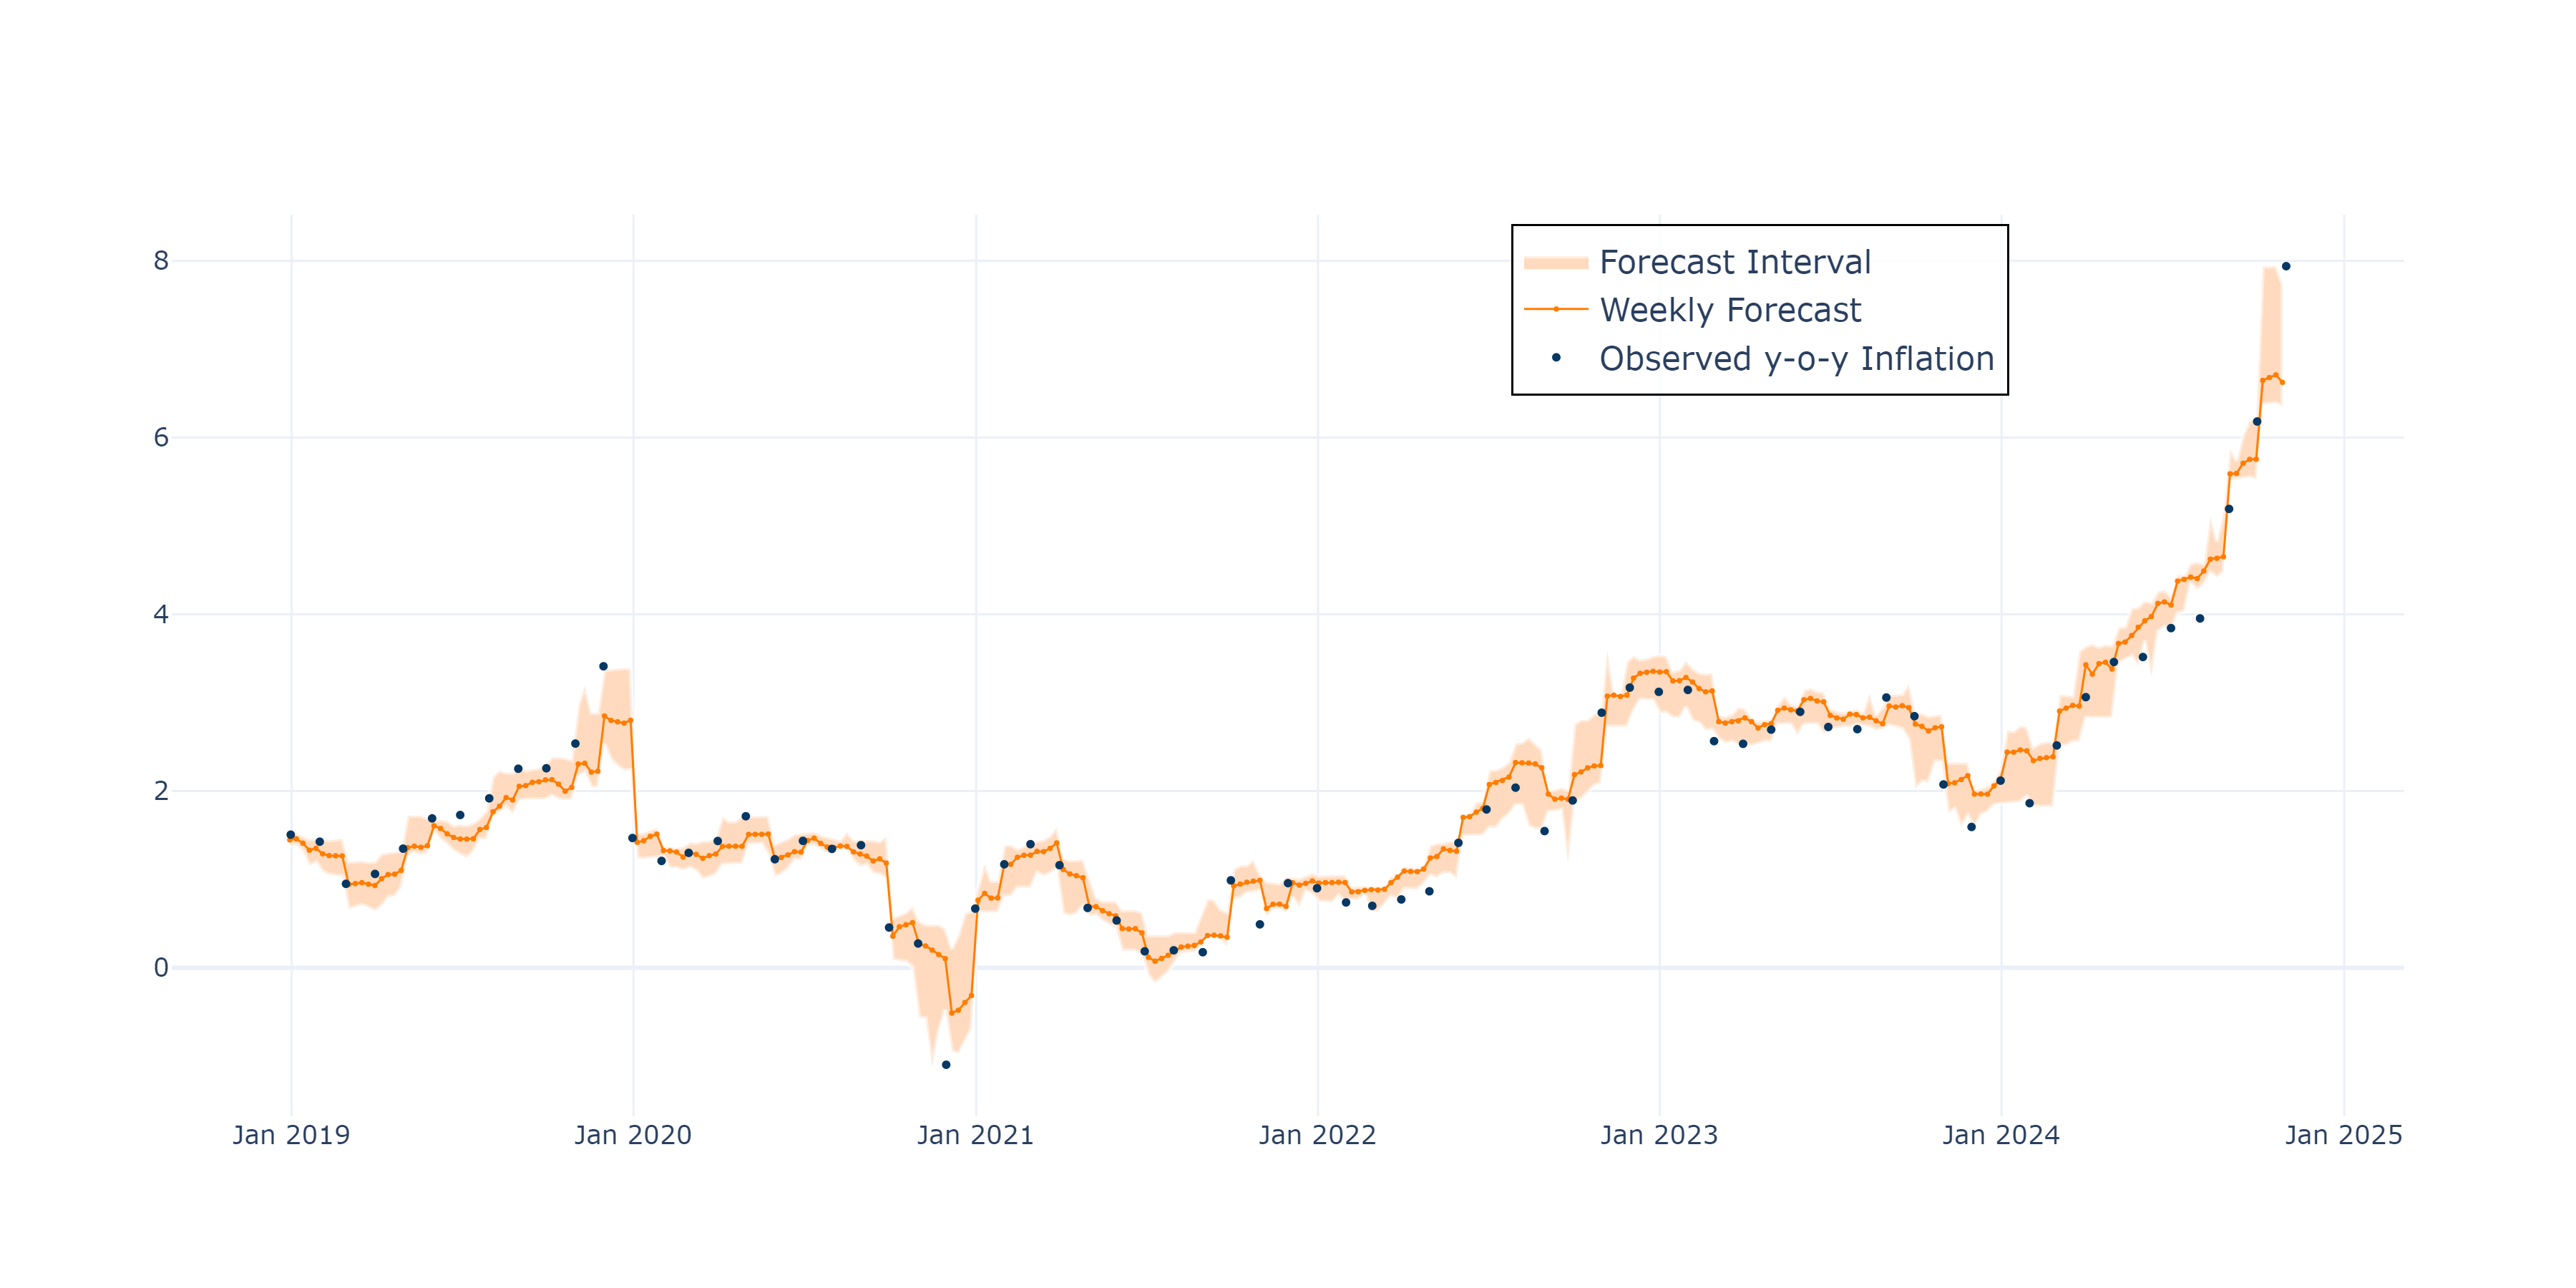 Forecast Interval
Weekly Forecast
Observed y-o-y Inflation
8
6
4
2
0
Jan 2019
Jan 2020
Jan 2021
Jan 2022
Jan 2023
Jan 2024
Jan 2025